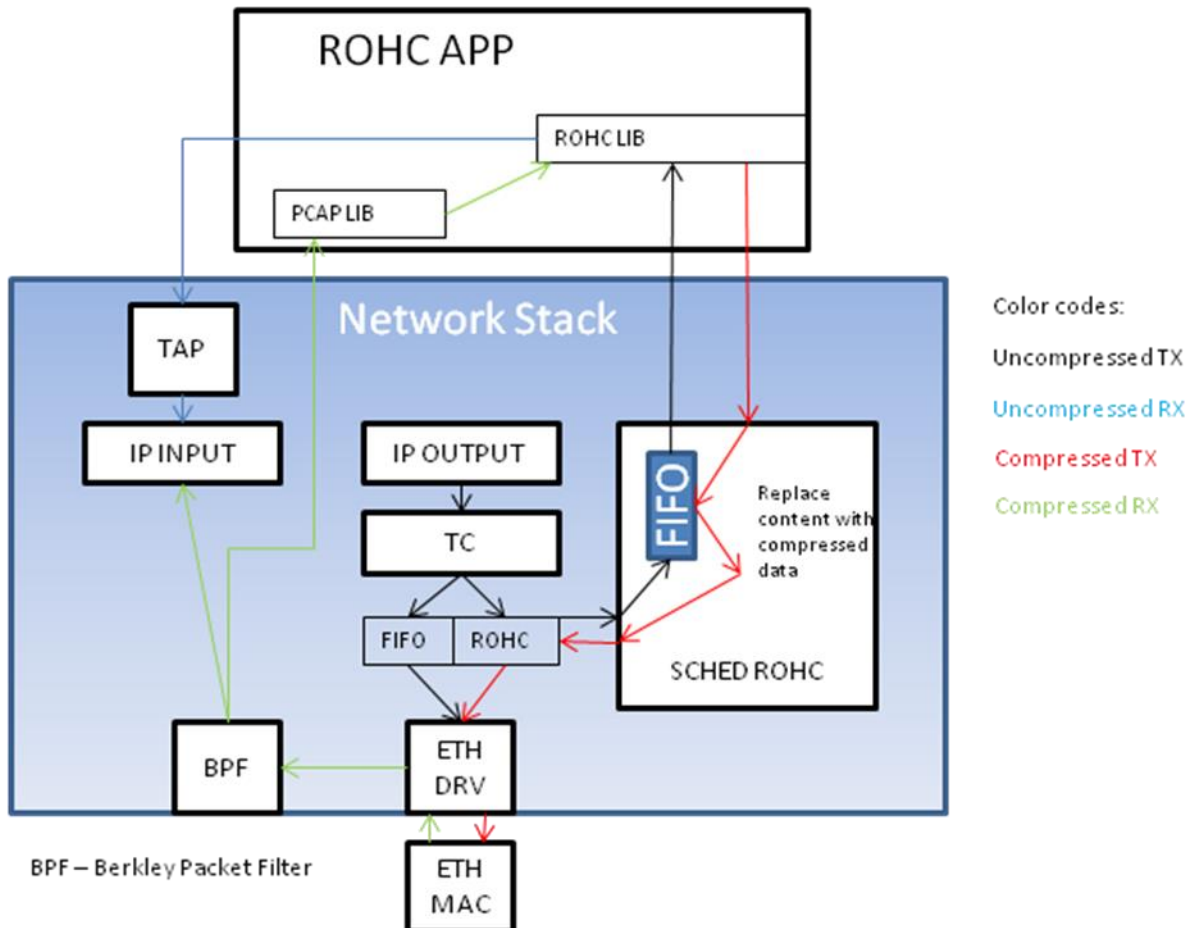 ROHC APP
ROHC LIB
PCAP LIB
Network Stack
TAP
IP INPUT
IP OUTPUT
TC
FIFO
ROHC
FIFO
Replace
content with
compressed
data
SCHED ROHC
BPF
ETH
DRV
ETH
MAC
BPF – Berkley Packet Filter
Color codes:
Uncompressed TX
Uncompressed RX
Compressed TX
Compressed RX